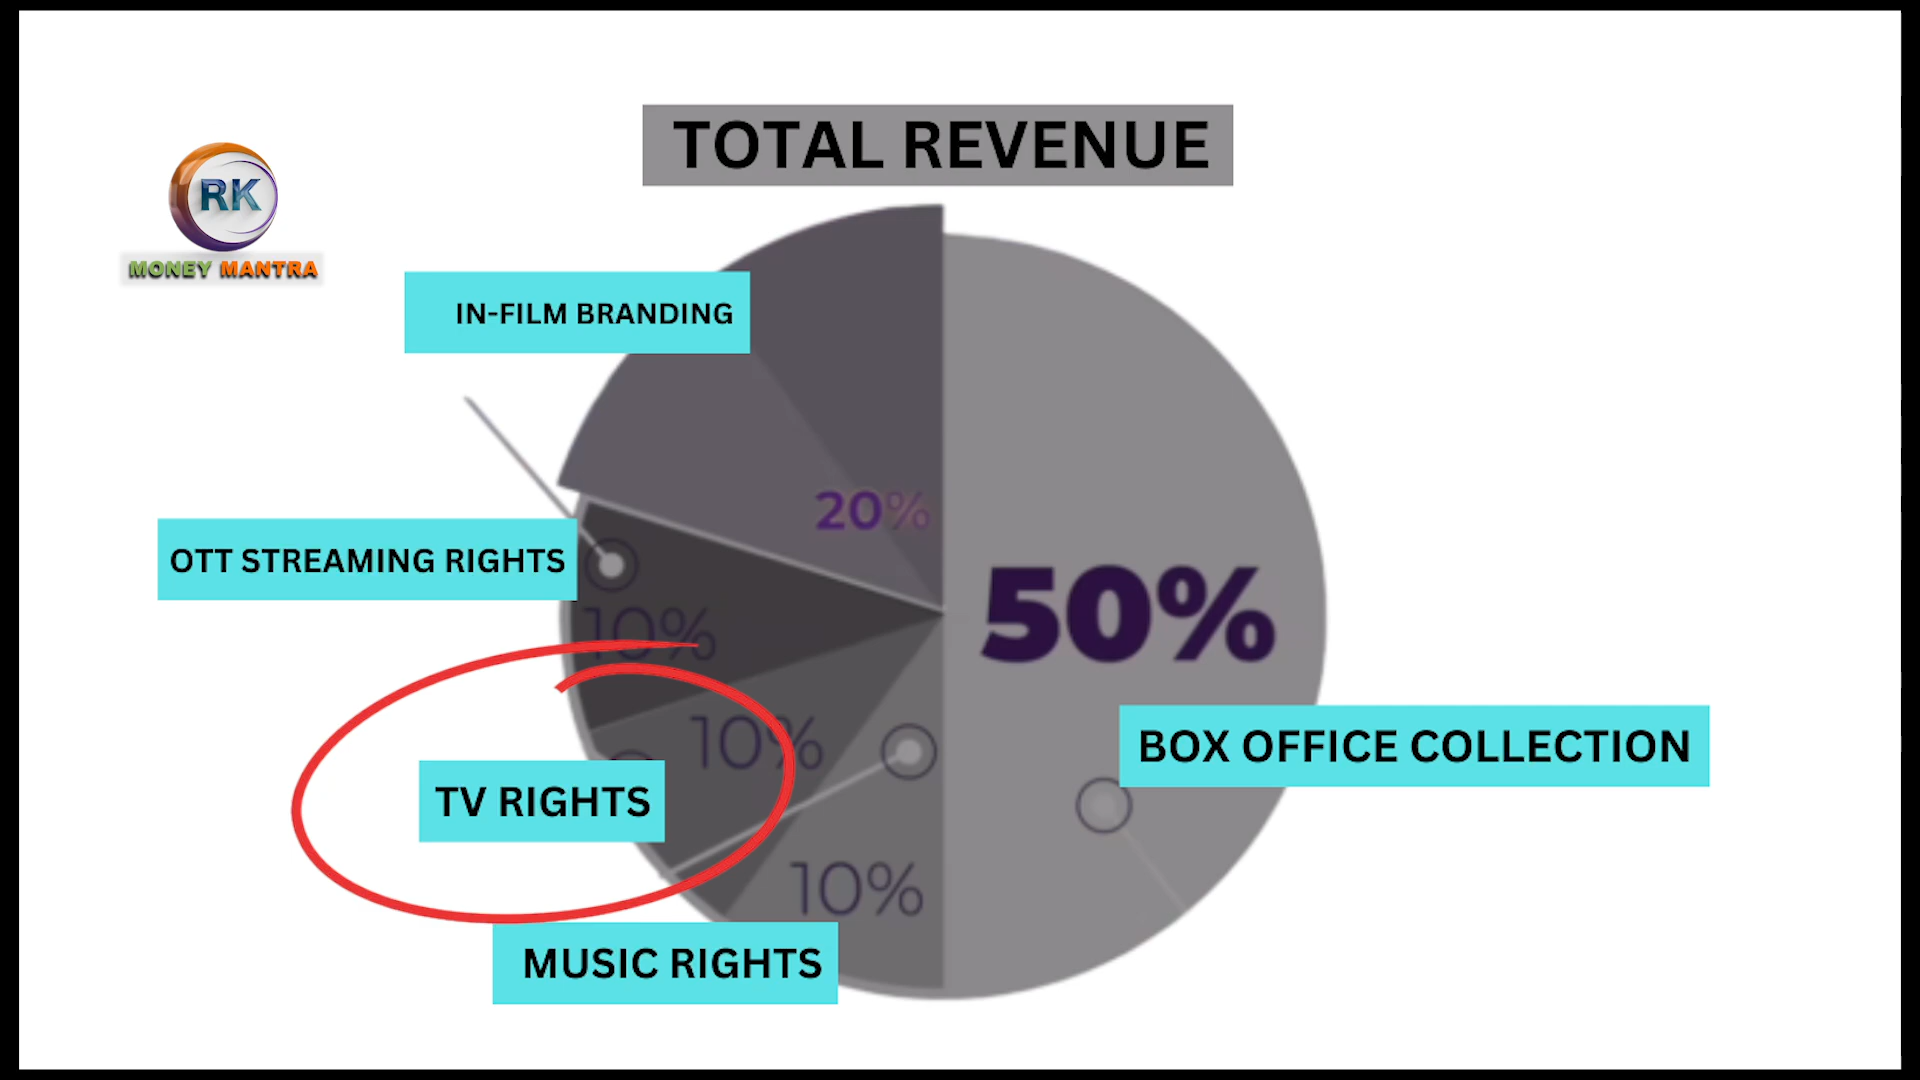 TOTAL REVENUE
RK
MONEY MANTRA
IN-FILM BRANDING
20%
OTT STREAMING RIGHTS
50%
10%
10%
BOX OFFICE COLLECTION
TV RIGHTS
10%
MUSIC RIGHTS